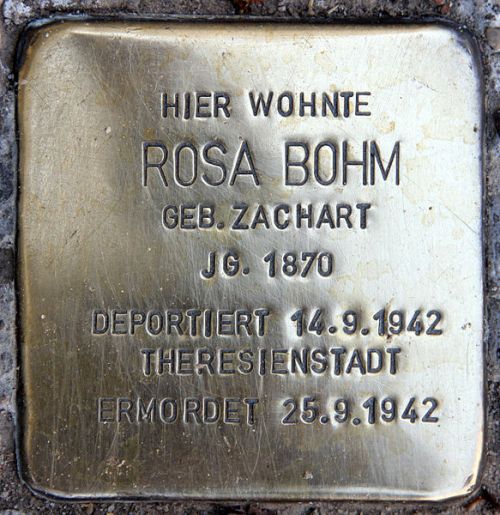 HIER WOHNTE
ROSA BOHM
GEB. ZACHART
JG. 1870
DEPORTIERT 14.9.1942
THERESIENSTADT
ERMORDET 25.9.1942